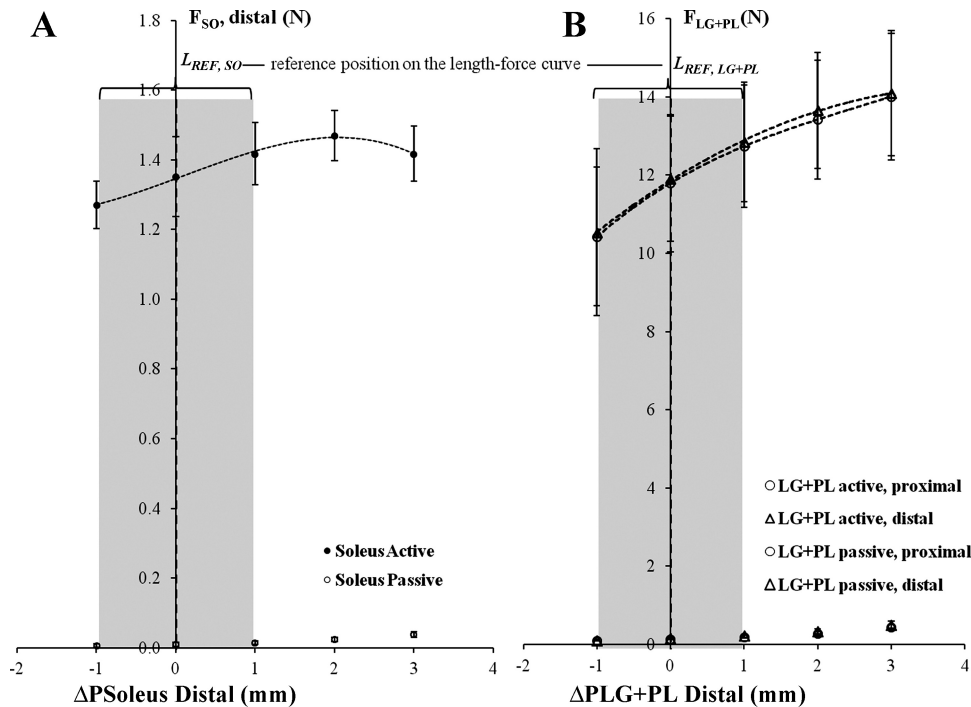 A
F_SO, distal (N)
1.8
1.6
1.4
1.2
1.0
0.8
0.6
0.4
0.2
0.0
L_REF, SO
reference position on the length-force curve
L_REF, LG+PL
Soleus Active
Soleus Passive
-2
-1
0
1
2
3
4
ΔPSoleus Distal (mm)
B
F_LG+PL (N)
16
14
12
10
8
6
4
2
0
LG+PL active, proximal
LG+PL active, distal
LG+PL passive, proximal
LG+PL passive, distal
-2
-1
0
1
2
3
4
ΔPLG+PL Distal (mm)